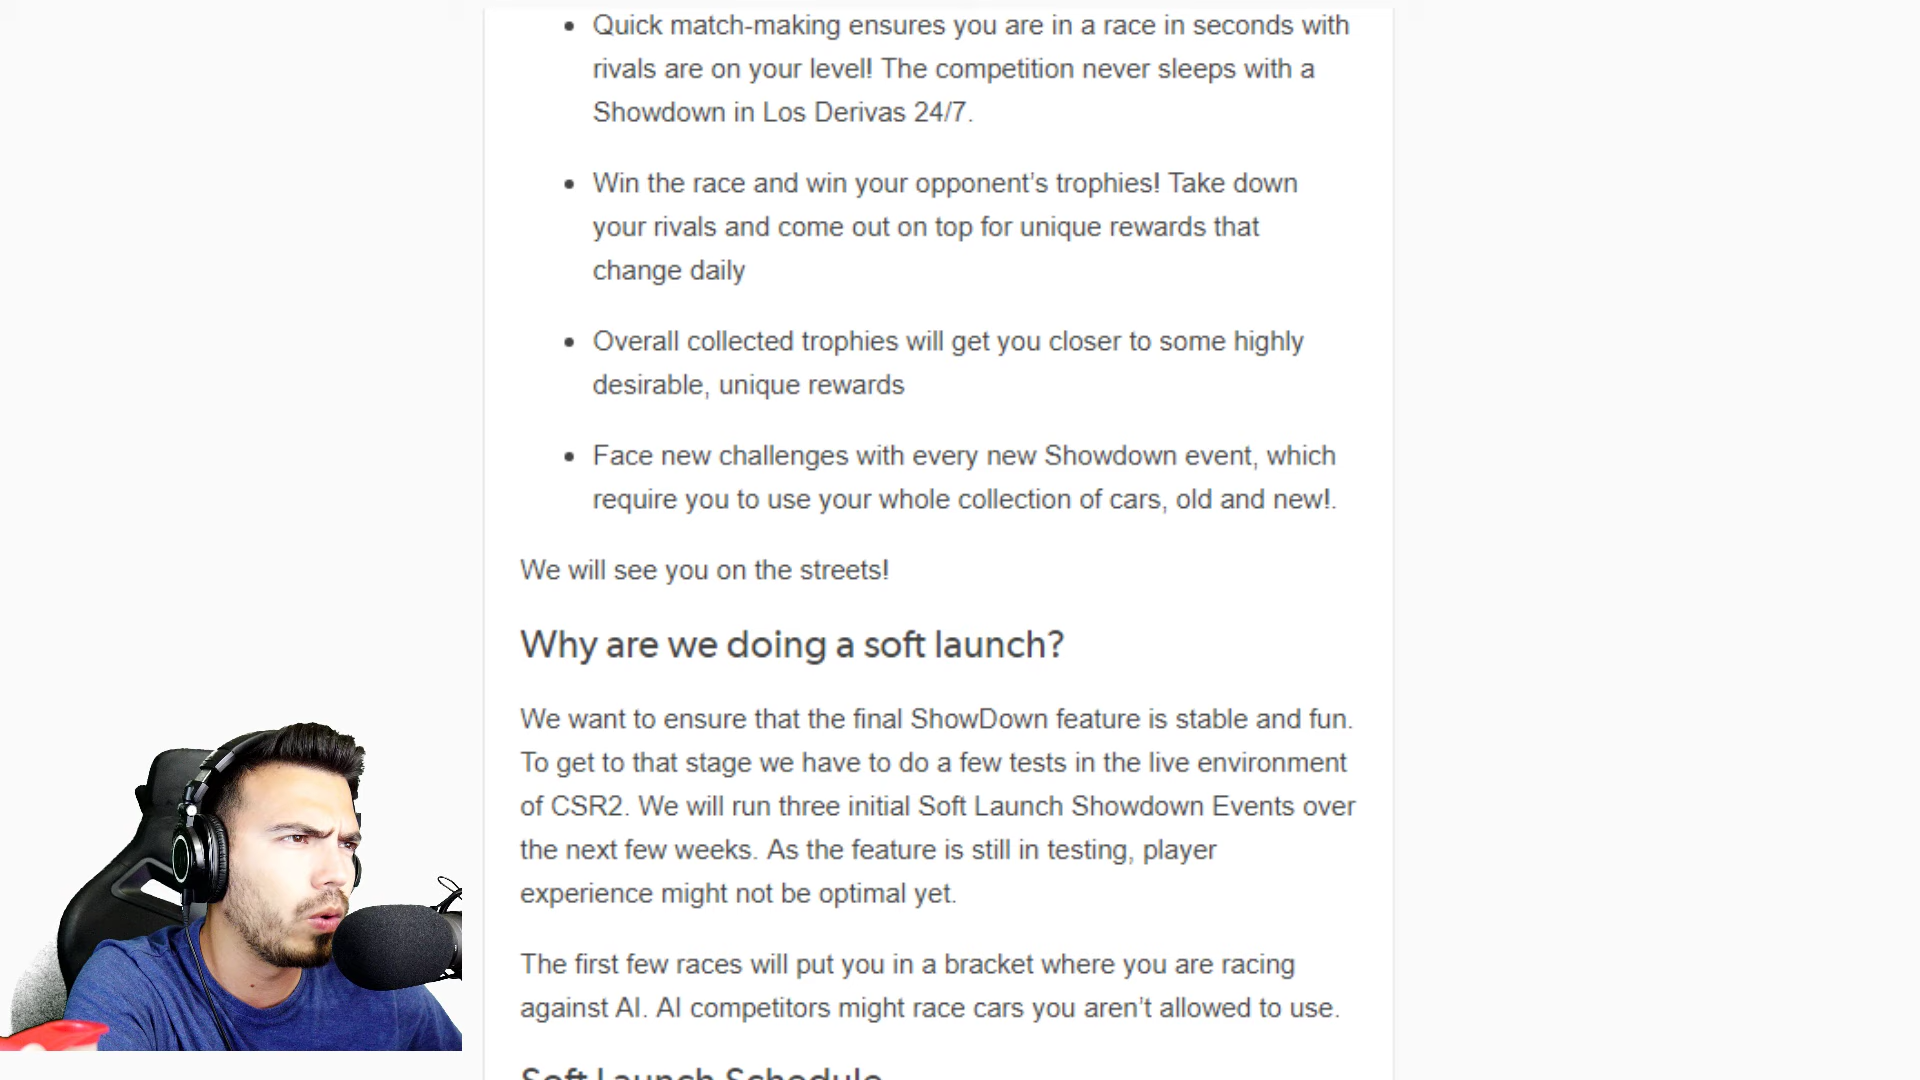 • Quick match-making ensures you are in a race in seconds with
rivals are on your level! The competition never sleeps with a
Showdown in Los Derivas 24/7.
• Win the race and win your opponent’s trophies! Take down
your rivals and come out on top for unique rewards that
change daily
• Overall collected trophies will get you closer to some highly
desirable, unique rewards
• Face new challenges with every new Showdown event, which
require you to use your whole collection of cars, old and new!.
We will see you on the streets!
Why are we doing a soft launch?
We want to ensure that the final ShowDown feature is stable and fun.
To get to that stage we have to do a few tests in the live environment
of CSR2. We will run three initial Soft Launch Showdown Events over
the next few weeks. As the feature is still in testing, player
experience might not be optimal yet.
The first few races will put you in a bracket where you are racing
against AI. AI competitors might race cars you aren’t allowed to use.
Soft Launch Schedule